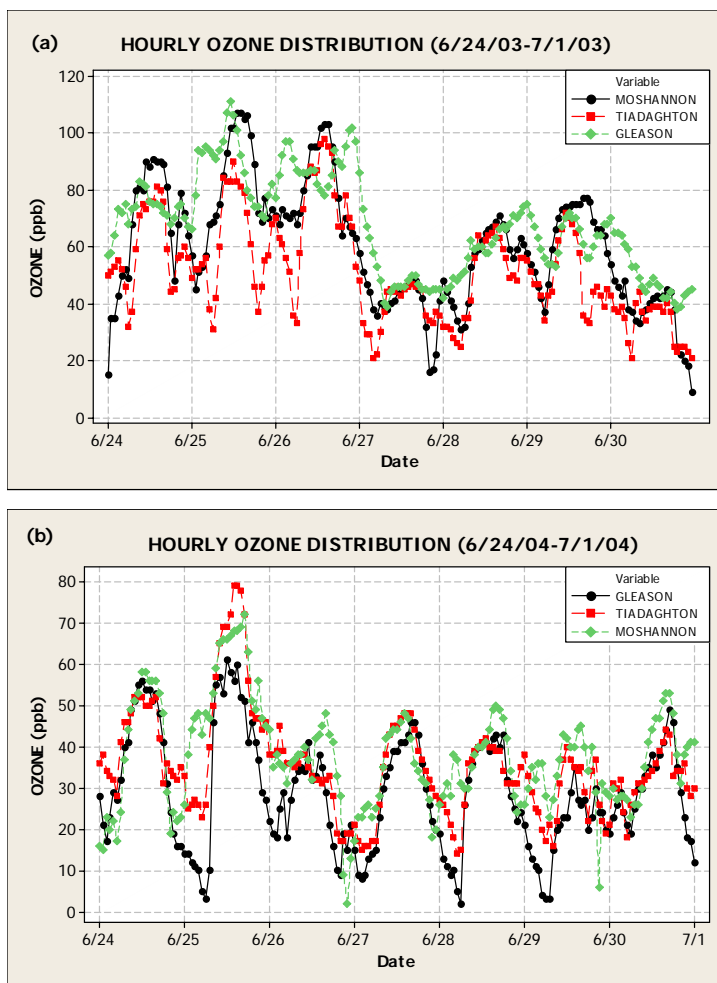 (a)
HOURLY OZONE DISTRIBUTION (6/24/03-7/1/03)
Variable
MOSHANNON
TIADAGHTON
GLEASON
120
100
80
60
40
20
0
OZONE (ppb)
6/24 6/25 6/26 6/27 6/28 6/29 6/30
Date
(b)
HOURLY OZONE DISTRIBUTION (6/24/04-7/1/04)
Variable
GLEASON
TIADAGHTON
MOSHANNON
80
70
60
50
40
30
20
10
0
OZONE (ppb)
6/24 6/25 6/26 6/27 6/28 6/29 6/30 7/1
Date